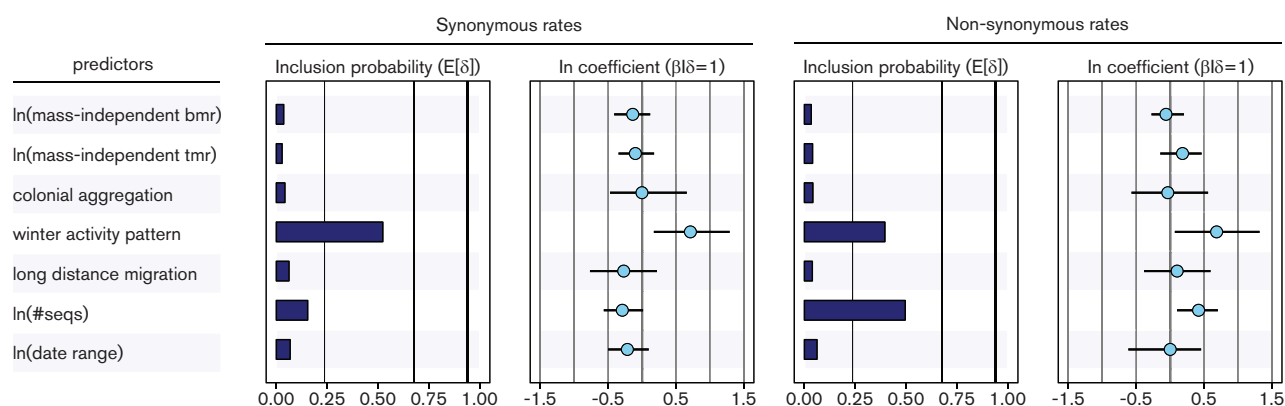 Synonymous rates
Non-synonymous rates
predictors
Inclusion probability (E[δ])
ln coefficient (β|δ=1)
Inclusion probability (E[δ])
ln coefficient (β|δ=1)
ln(mass-independent bmr)
ln(mass-independent tmr)
colonial aggregation
winter activity pattern
long distance migration
ln(#seqs)
ln(date range)
0.00 0.25 0.50 0.75 1.00
-1.5 -0.5 0.5 1.5
0.00 0.25 0.50 0.75 1.00
-1.5 -0.5 0.5 1.5